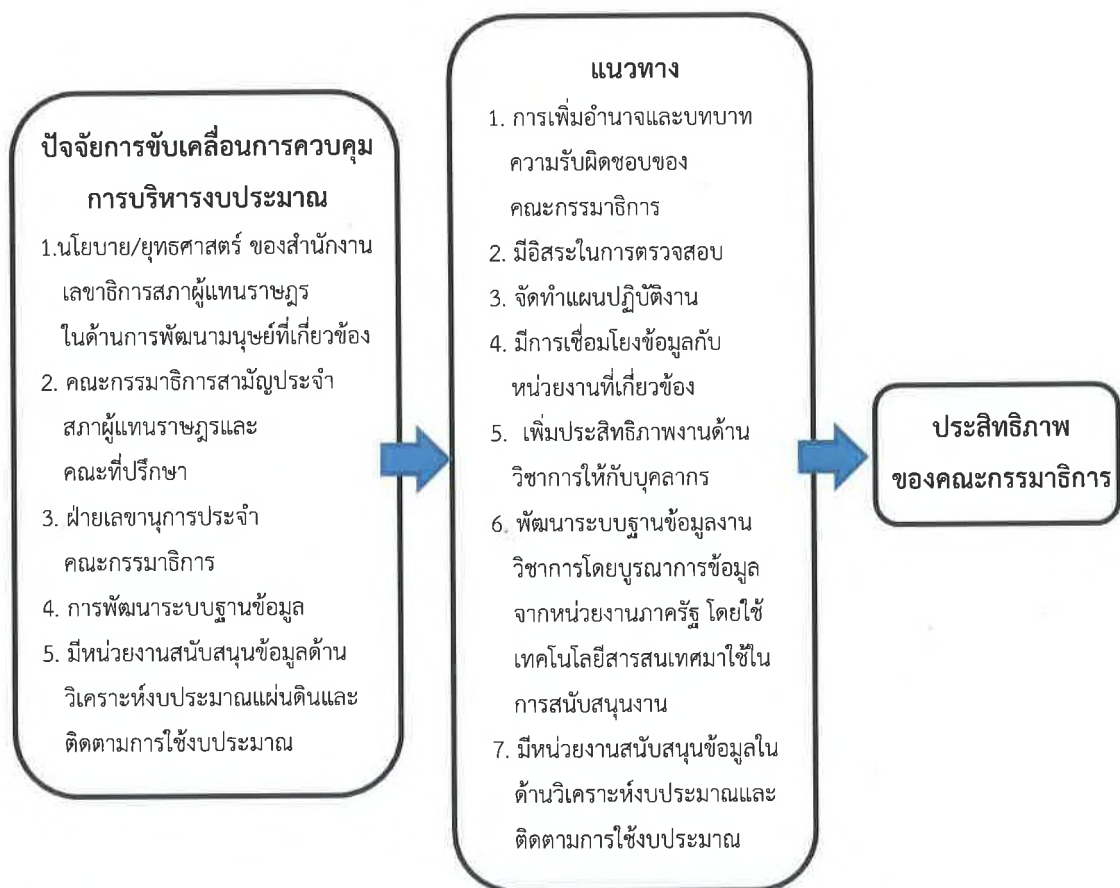 ปัจจัยการขับเคลื่อนการควบคุม
การบริหารงบประมาณ
1.นโยบาย/ยุทธศาสตร์ ของสำนักงาน
เลขาธิการสภาผู้แทนราษฎร
ในด้านการพัฒนามนุษย์ที่เกี่ยวข้อง
2. คณะกรรมาธิการสามัญประจำ
สภาผู้แทนราษฎรและ
คณะที่ปรึกษา
3. ฝ่ายเลขานุการประจำ
คณะกรรมาธิการ
4. การพัฒนาระบบฐานข้อมูล
5. มีหน่วยงานสนับสนุนข้อมูลด้าน
วิเคราะห์งบประมาณแผ่นดินและ
ติดตามการใช้งบประมาณ
แนวทาง
1. การเพิ่มอำนาจและบทบาท
ความรับผิดชอบของ
คณะกรรมาธิการ
2. มีอิสระในการตรวจสอบ
3. จัดทำแผนปฏิบัติงาน
4. มีการเชื่อมโยงข้อมูลกับ
หน่วยงานที่เกี่ยวข้อง
5. เพิ่มประสิทธิภาพงานด้าน
วิชาการให้กับบุคลากร
6. พัฒนาระบบฐานข้อมูลงาน
วิชาการโดยบูรณาการข้อมูล
จากหน่วยงานภาครัฐ โดยใช้
เทคโนโลยีสารสนเทศมาใช้ใน
การสนับสนุนงาน
7. มีหน่วยงานสนับสนุนข้อมูลใน
ด้านวิเคราะห์งบประมาณและ
ติดตามการใช้งบประมาณ
ประสิทธิภาพ
ของคณะกรรมาธิการ